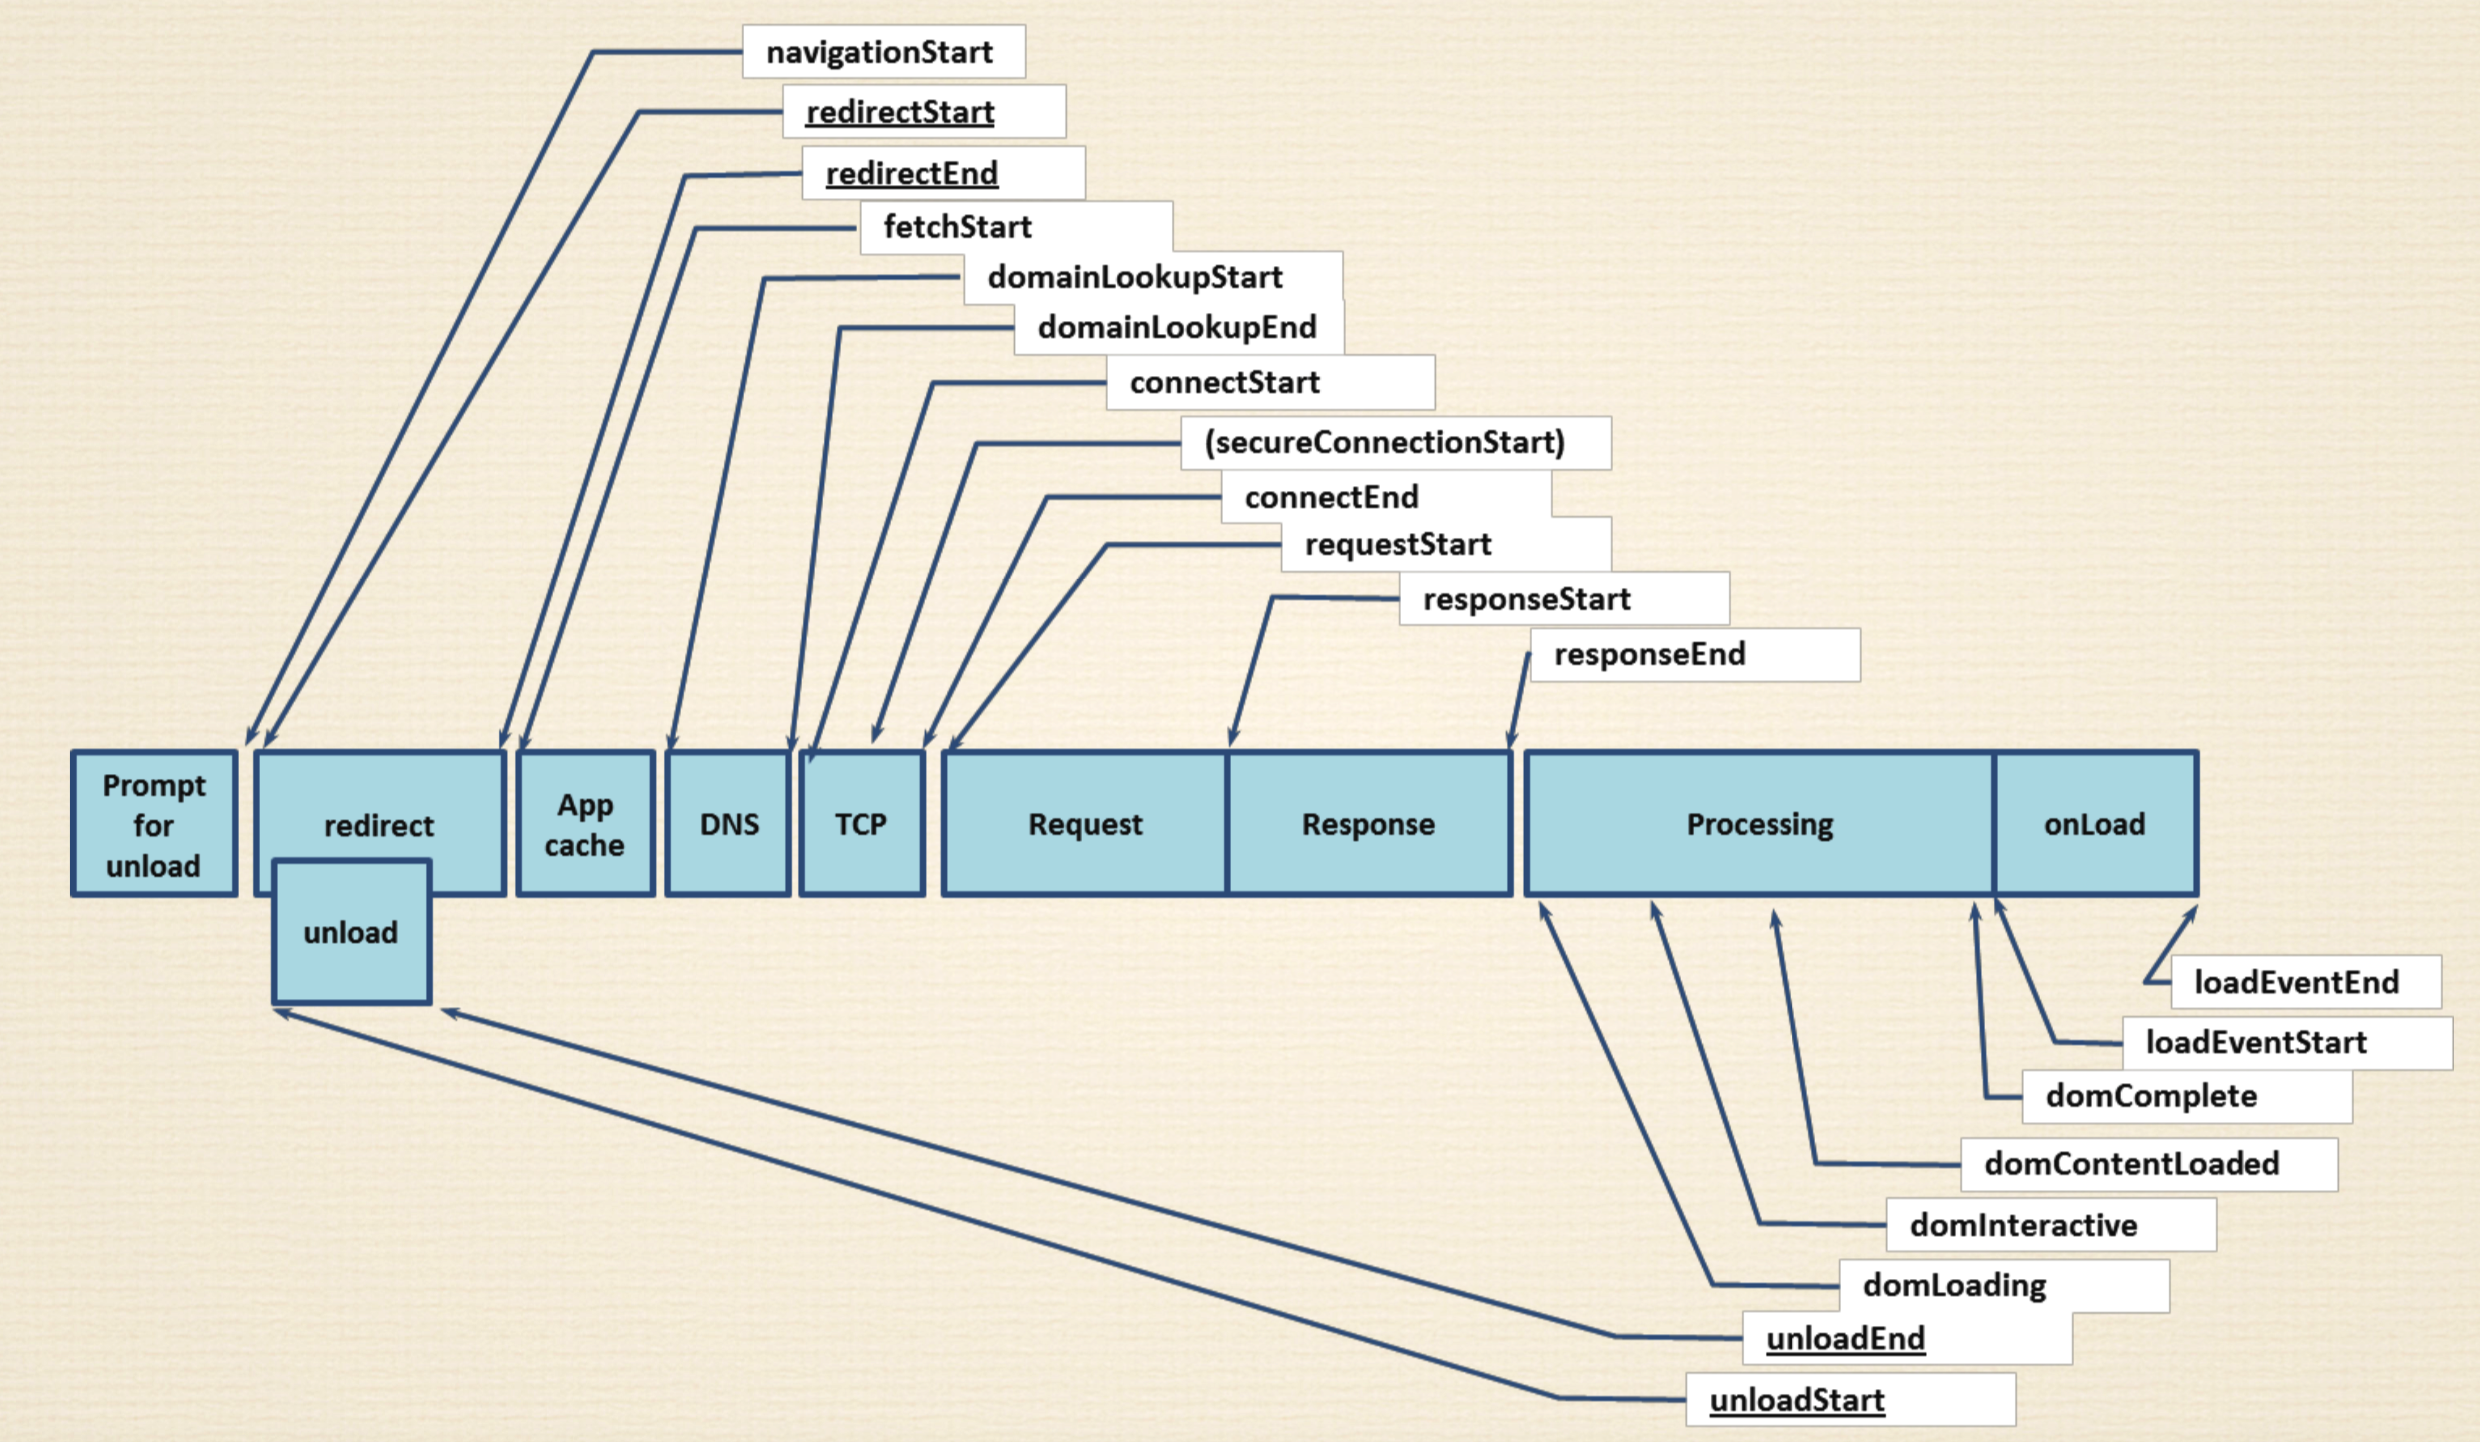 navigationStart
redirectStart
redirectEnd
fetchStart
domainLookupStart
domainLookupEnd
connectStart
(secureConnectionStart)
connectEnd
requestStart
responseStart
responseEnd
Prompt
for
unload
redirect
unload
App
cache
DNS
TCP
Request
Response
Processing
onLoad
loadEventEnd
loadEventStart
domComplete
domContentLoaded
domInteractive
domLoading
unloadEnd
unloadStart